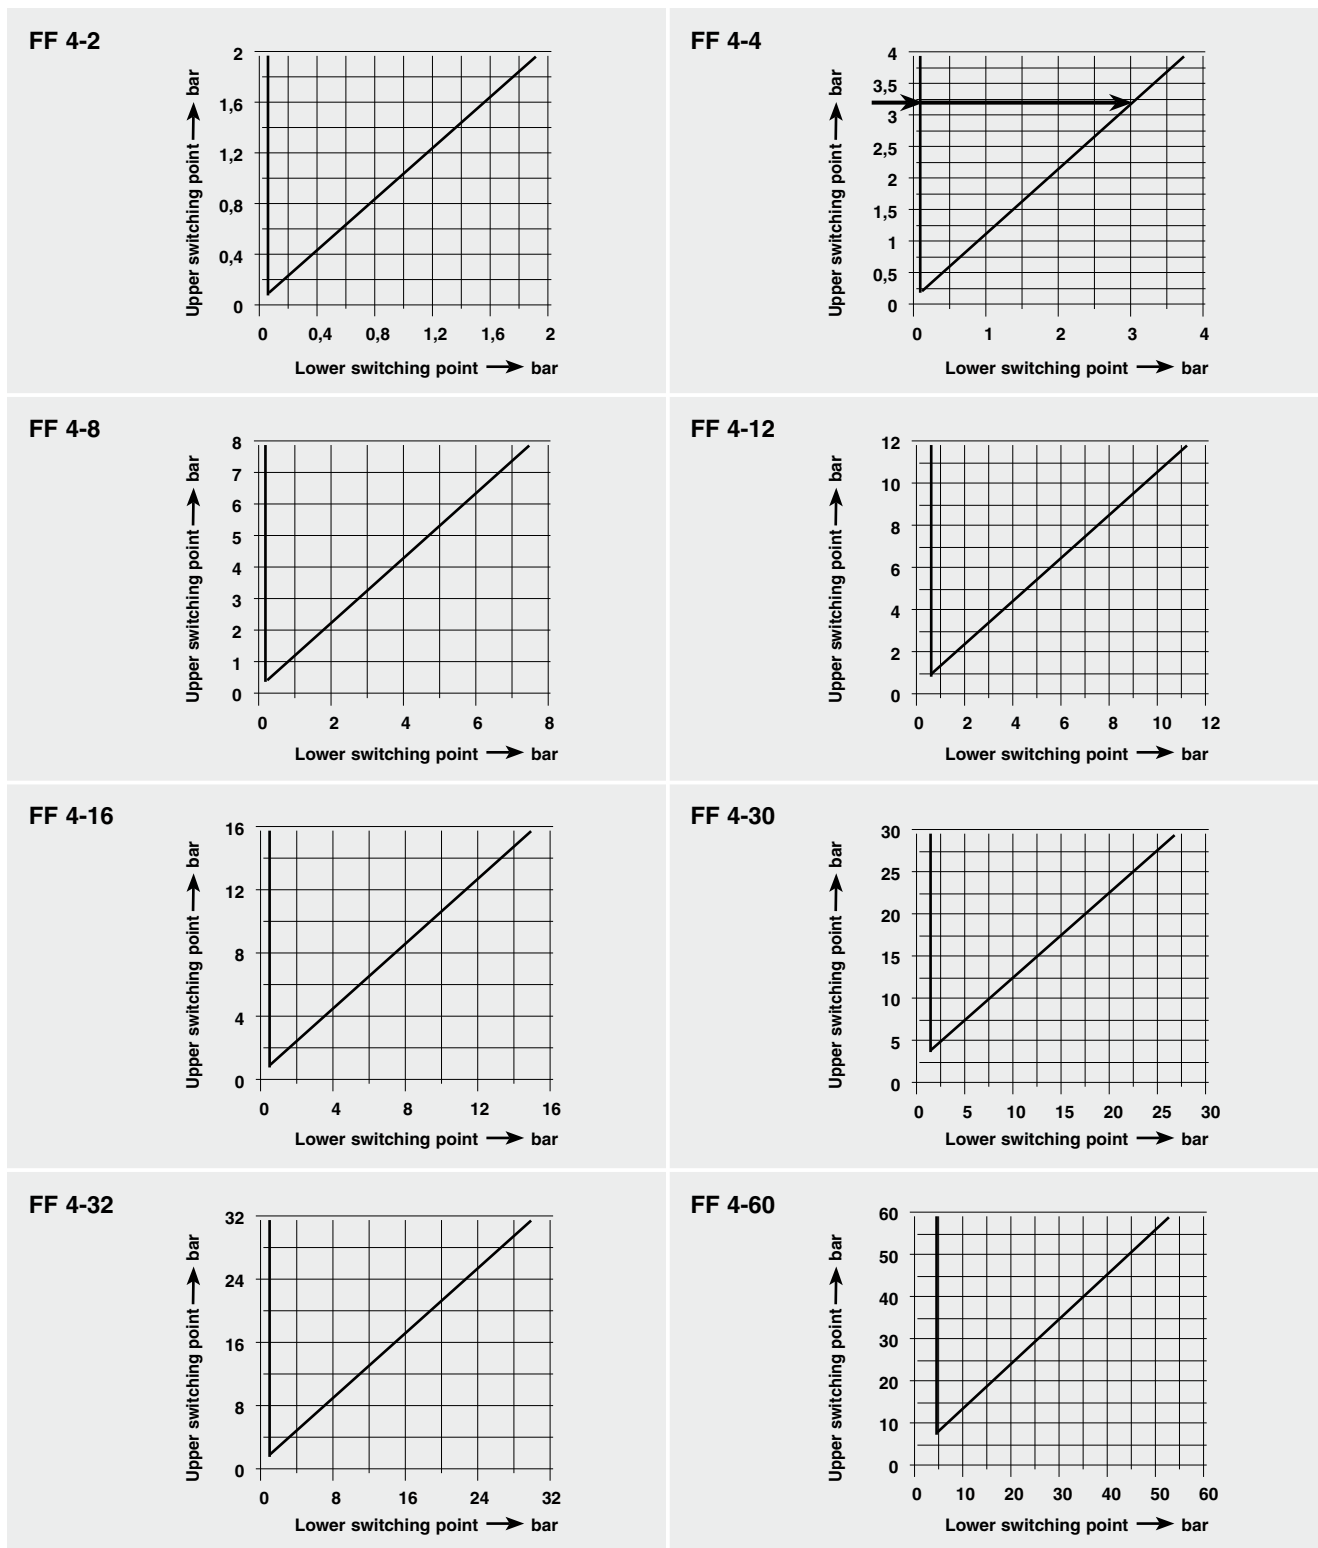 FF 4-2
Upper switching point bar
2
1,6
1,2
0,8
0,4
0
0 0,4 0,8 1,2 1,6 2
Lower switching point bar
FF 4-4
Upper switching point bar
4
3,5
3
2,5
2
1,5
1
0,5
0
0 1 2 3 4
Lower switching point bar
FF 4-8
Upper switching point bar
8
7
6
5
4
3
2
1
0
0 2 4 6 8
Lower switching point bar
FF 4-12
Upper switching point bar
12
10
8
6
4
2
0
0 2 4 6 8 10 12
Lower switching point bar
FF 4-16
Upper switching point bar
16
12
8
4
0
0 4 8 12 16
Lower switching point bar
FF 4-30
Upper switching point bar
30
25
20
15
10
5
0
0 5 10 15 20 25 30
Lower switching point bar
FF 4-32
Upper switching point bar
32
24
16
8
0
0 8 16 24 32
Lower switching point bar
FF 4-60
Upper switching point bar
60
50
40
30
20
10
0
0 10 20 30 40 50 60
Lower switching point bar